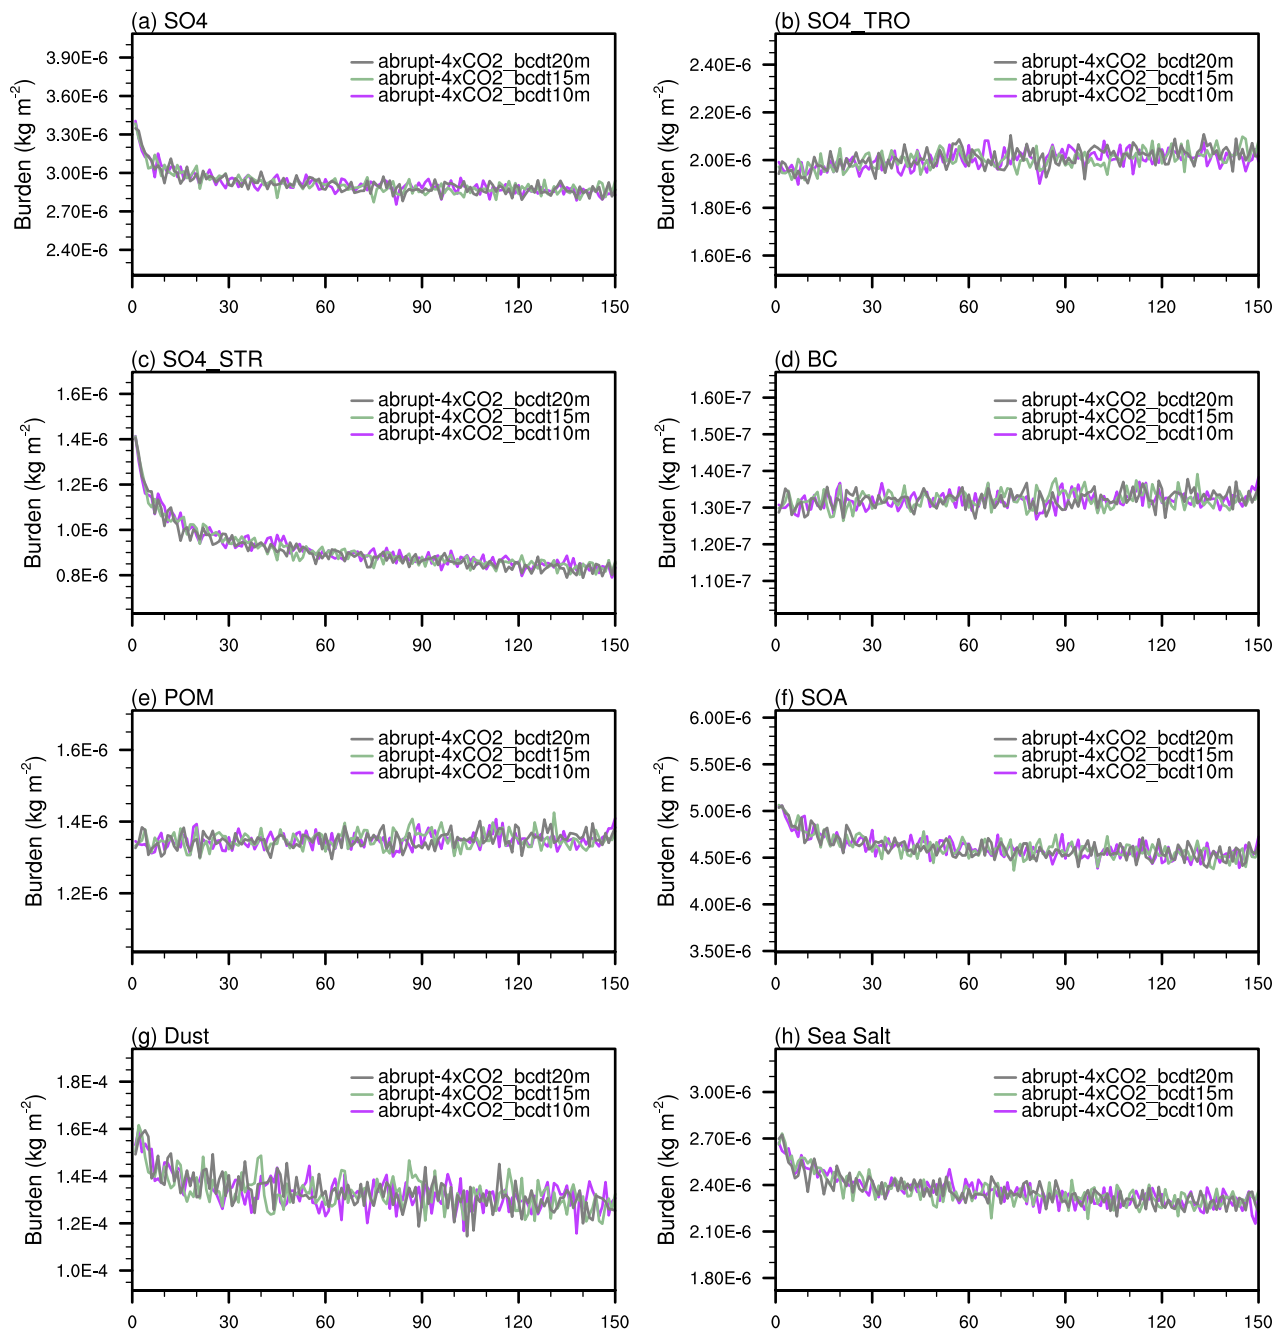 (a) SO4
3.90E-6
3.60E-6
3.30E-6
3.00E-6
2.70E-6
2.40E-6
Burden (kg m-2)
abrupt-4xCO2_bcdt20m
abrupt-4xCO2_bcdt15m
abrupt-4xCO2_bcdt10m
0 30 60 90 120 150
(b) SO4_TRO
2.40E-6
2.20E-6
2.00E-6
1.80E-6
1.60E-6
Burden (kg m-2)
abrupt-4xCO2_bcdt20m
abrupt-4xCO2_bcdt15m
abrupt-4xCO2_bcdt10m
0 30 60 90 120 150
(c) SO4_STR
1.6E-6
1.4E-6
1.2E-6
1.0E-6
0.8E-6
Burden (kg m-2)
abrupt-4xCO2_bcdt20m
abrupt-4xCO2_bcdt15m
abrupt-4xCO2_bcdt10m
0 30 60 90 120 150
(d) BC
1.60E-7
1.50E-7
1.40E-7
1.30E-7
1.20E-7
1.10E-7
Burden (kg m-2)
abrupt-4xCO2_bcdt20m
abrupt-4xCO2_bcdt15m
abrupt-4xCO2_bcdt10m
0 30 60 90 120 150
(e) POM
1.6E-6
1.4E-6
1.2E-6
Burden (kg m-2)
abrupt-4xCO2_bcdt20m
abrupt-4xCO2_bcdt15m
abrupt-4xCO2_bcdt10m
0 30 60 90 120 150
(f) SOA
6.00E-6
5.50E-6
5.00E-6
4.50E-6
4.00E-6
3.50E-6
Burden (kg m-2)
abrupt-4xCO2_bcdt20m
abrupt-4xCO2_bcdt15m
abrupt-4xCO2_bcdt10m
0 30 60 90 120 150
(g) Dust
1.8E-4
1.6E-4
1.4E-4
1.2E-4
1.0E-4
Burden (kg m-2)
abrupt-4xCO2_bcdt20m
abrupt-4xCO2_bcdt15m
abrupt-4xCO2_bcdt10m
0 30 60 90 120 150
(h) Sea Salt
3.00E-6
2.70E-6
2.40E-6
2.10E-6
1.80E-6
Burden (kg m-2)
abrupt-4xCO2_bcdt20m
abrupt-4xCO2_bcdt15m
abrupt-4xCO2_bcdt10m
0 30 60 90 120 150